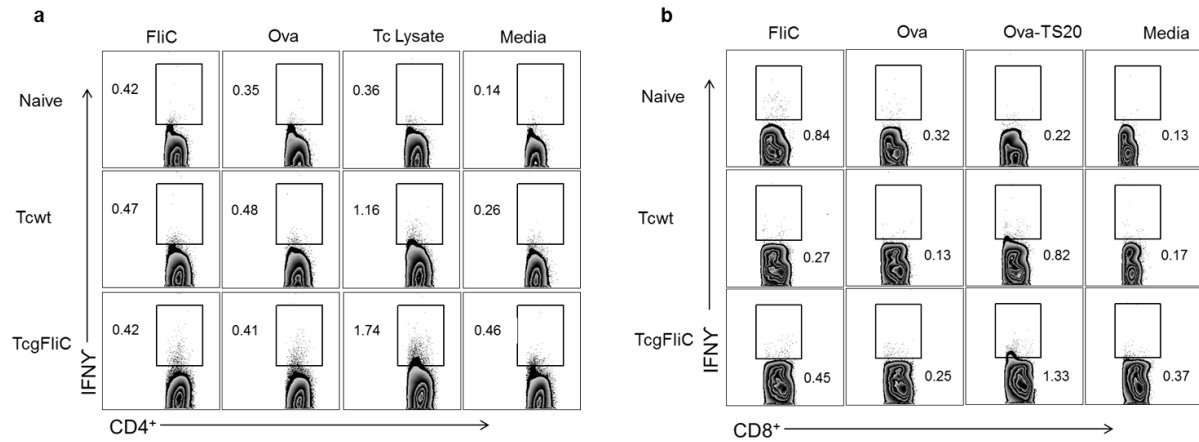 a
FliC Ova Tc Lysate Media
Naive 0.42 0.35 0.36 0.14
Tcwt 0.47 0.48 1.16 0.26
TcgFliC 0.42 0.41 1.74 0.46
IFNϒ
CD4+
b
FliC Ova Ova-TS20 Media
Naive 0.84 0.32 0.22 0.13
Tcwt 0.27 0.13 0.82 0.17
TcgFliC 0.45 0.25 1.33 0.37
IFNϒ
CD8+